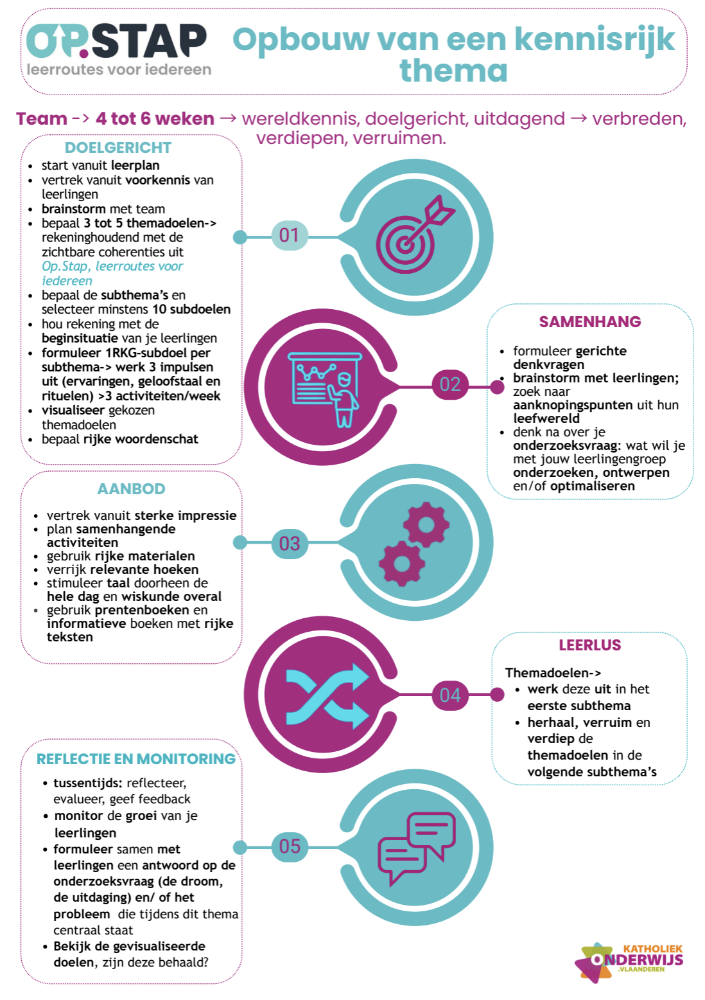 OP.STAP
leerroutes voor iedereen
Opbouw van een kennisrijk
thema
Team -> 4 tot 6 weken → wereldkennis, doelgericht, uitdagend → verbreden,
verdiepen, verruimen.
DOELGERICHT
• start vanuit leerplan
• vertrek vanuit voorkennis van
leerlingen
• brainstorm met team
• bepaal 3 tot 5 themadoelen->
rekeninghoudend met de
zichtbare coherenties uit
Op.Stap, leerroutes voor
iedereen
• bepaal de subthema's en
selecteer minstens 10 subdoelen
• hou rekening met de
beginsituatie van je leerlingen
• formuleer 1RKG-subdoel per
subthema-> werk 3 impulsen
uit (ervaringen, geloofstaal en
rituelen) >3 activiteiten/week
• visualiseer gekozen
themadoelen
• bepaal rijke woordenschat
01
SAMENHANG
• formuleer gerichte
denkvragen
• brainstorm met leerlingen;
zoek naar
aanknopingspunten uit hun
leefwereld
• denk na over je
onderzoeksvraag: wat wil je
met jouw leerlingengroep
onderzoeken, ontwerpen
en/of optimaliseren
02
AANBOD
• vertrek vanuit sterke impressie
• plan samenhangende
activiteiten
• gebruik rijke materialen
• verrijk relevante hoeken
• stimuleer taal doorheen de
hele dag en wiskunde overal
• gebruik prentenboeken en
informatieve boeken met rijke
teksten
03
LEERLUS
Themadoelen->
• werk deze uit in het
eerste subthema
• herhaal, verruim en
verdiep de
themadoelen in de
volgende subthema's
04
REFLECTIE EN MONITORING
• tussentijds: reflecteer,
evalueer, geef feedback
• monitor de groei van je
leerlingen
• formuleer samen met
leerlingen een antwoord op de
onderzoeksvraag (de droom,
de uitdaging) en/ of het
probleem die tijdens dit thema
centraal staat
• Bekijk de gevisualiseerde
doelen, zijn deze behaald?
05
KATHOLIEK
ONDERWIJS
.VLAANDEREN